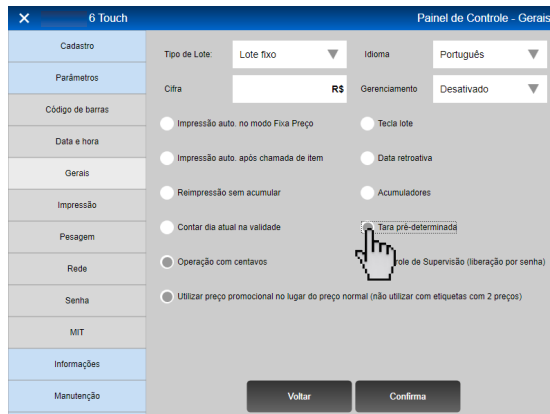 6 Touch
Painel de Controle - Gerais
Cadastro
Parâmetros
Código de barras
Data e hora
Gerais
Impressão
Pesagem
Rede
Senha
MIT
Informações
Manutenção
Tipo de Lote: Lote fixo Idioma Português
Cifra R$ Gerenciamento Desativado
Impressão auto. no modo Fixa Preço Tecla lote
Impressão auto. após chamada de item Data retroativa
Reimpressão sem acumular Acumuladores
Contar dia atual na validade Tara pré-determinada
Operação com centavos role de Supervisão (liberação por senha)
Utilizar preço promocional no lugar do preço normal (não utilizar com etiquetas com 2 preços)
Voltar Confirma